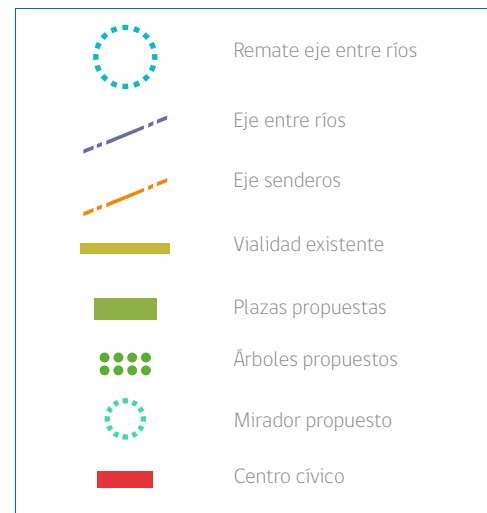 Remate eje entre ríos
Eje entre ríos
Eje senderos
Vialidad existente
Plazas propuestas
Árboles propuestos
Mirador propuesto
Centro cívico